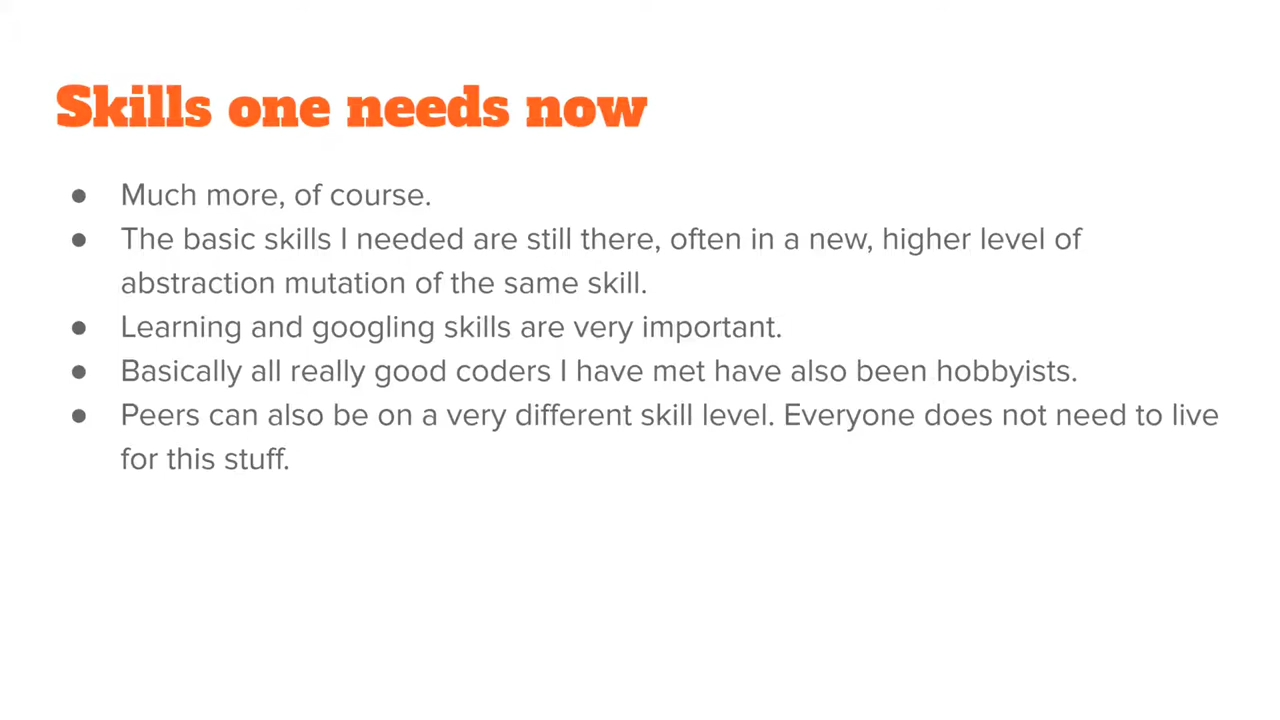 Skills one needs now
● Much more, of course.
● The basic skills I needed are still there, often in a new, higher level of
abstraction mutation of the same skill.
● Learning and googling skills are very important.
● Basically all really good coders I have met have also been hobbyists.
● Peers can also be on a very different skill level. Everyone does not need to live
for this stuff.